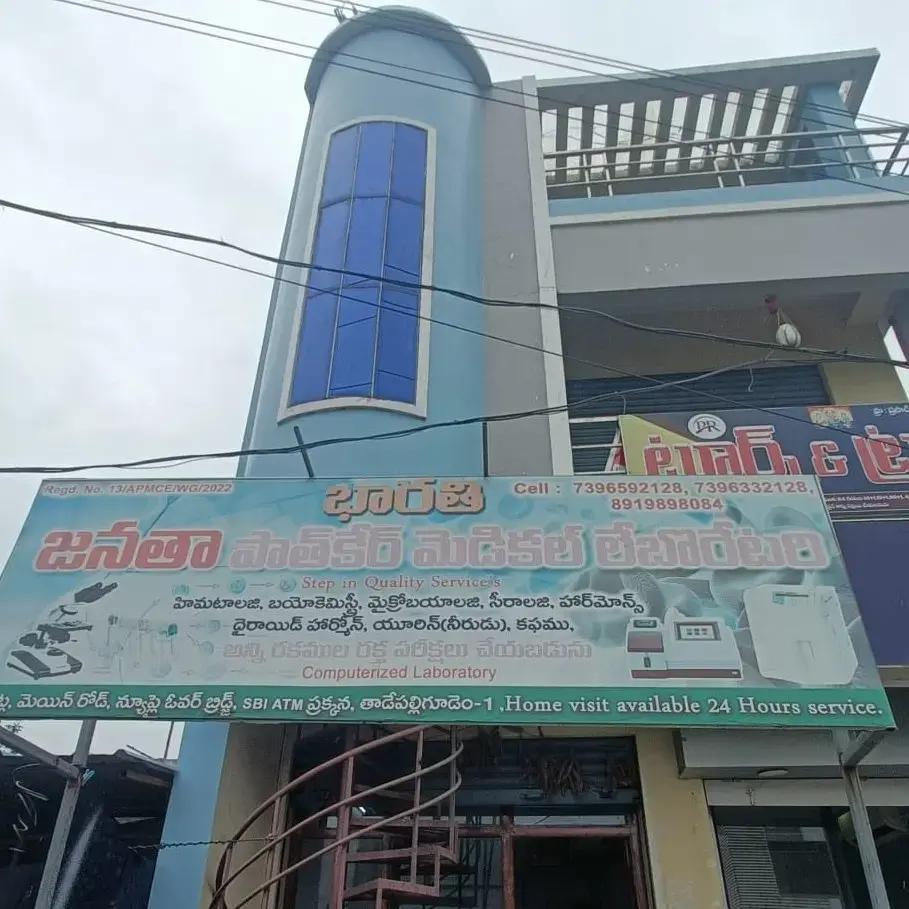 Regd. No. 13/APMCE/WG/2022
భారతి
Cell : 7396592128, 7396332128,
8919898084
జనతా పాత్‌కేర్ మెడికల్ లేబొరేటరి
Step in Quality Service's
హిమటాలజి, బయోకెమిస్ట్రీ, మైక్రోబయాలజి, సీరాలజి, హార్‌మోన్స్
థైరాయిడ్ హార్మోన్, యూరిన్(నీరుడు), కఫము,
అన్ని రకముల రక్త పరీక్షలు చేయబడును
Computerized Laboratory
మెయిన్ రోడ్, న్యూఫ్లై ఓవర్ బ్రిడ్జ్, SBI ATM ప్రక్కన, తాడేపల్లిగూడెం-1 ,Home visit available 24 Hours service.
DR
టూర్స్ &